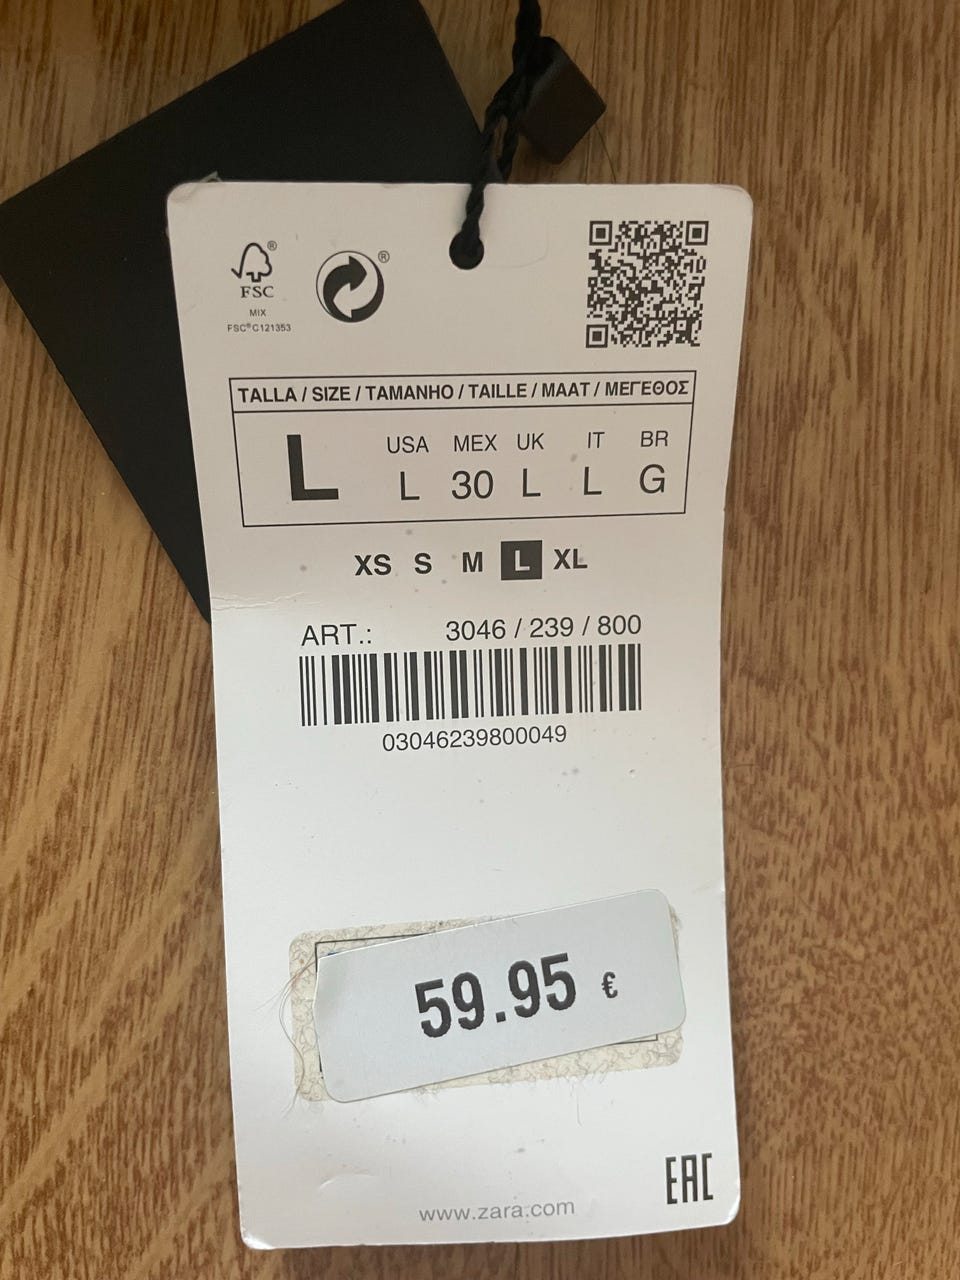 FSC®
MIX
FSC® C121353
®
TALLA / SIZE / TAMANHO / TAILLE / MAAT / ΜΕΓΕΘΟΣ
L
USA MEX UK IT BR
L 30 L L G
XS S M L XL
ART.: 3046 / 239 / 800
03046239800049
59.95 €
EAC
www.zara.com